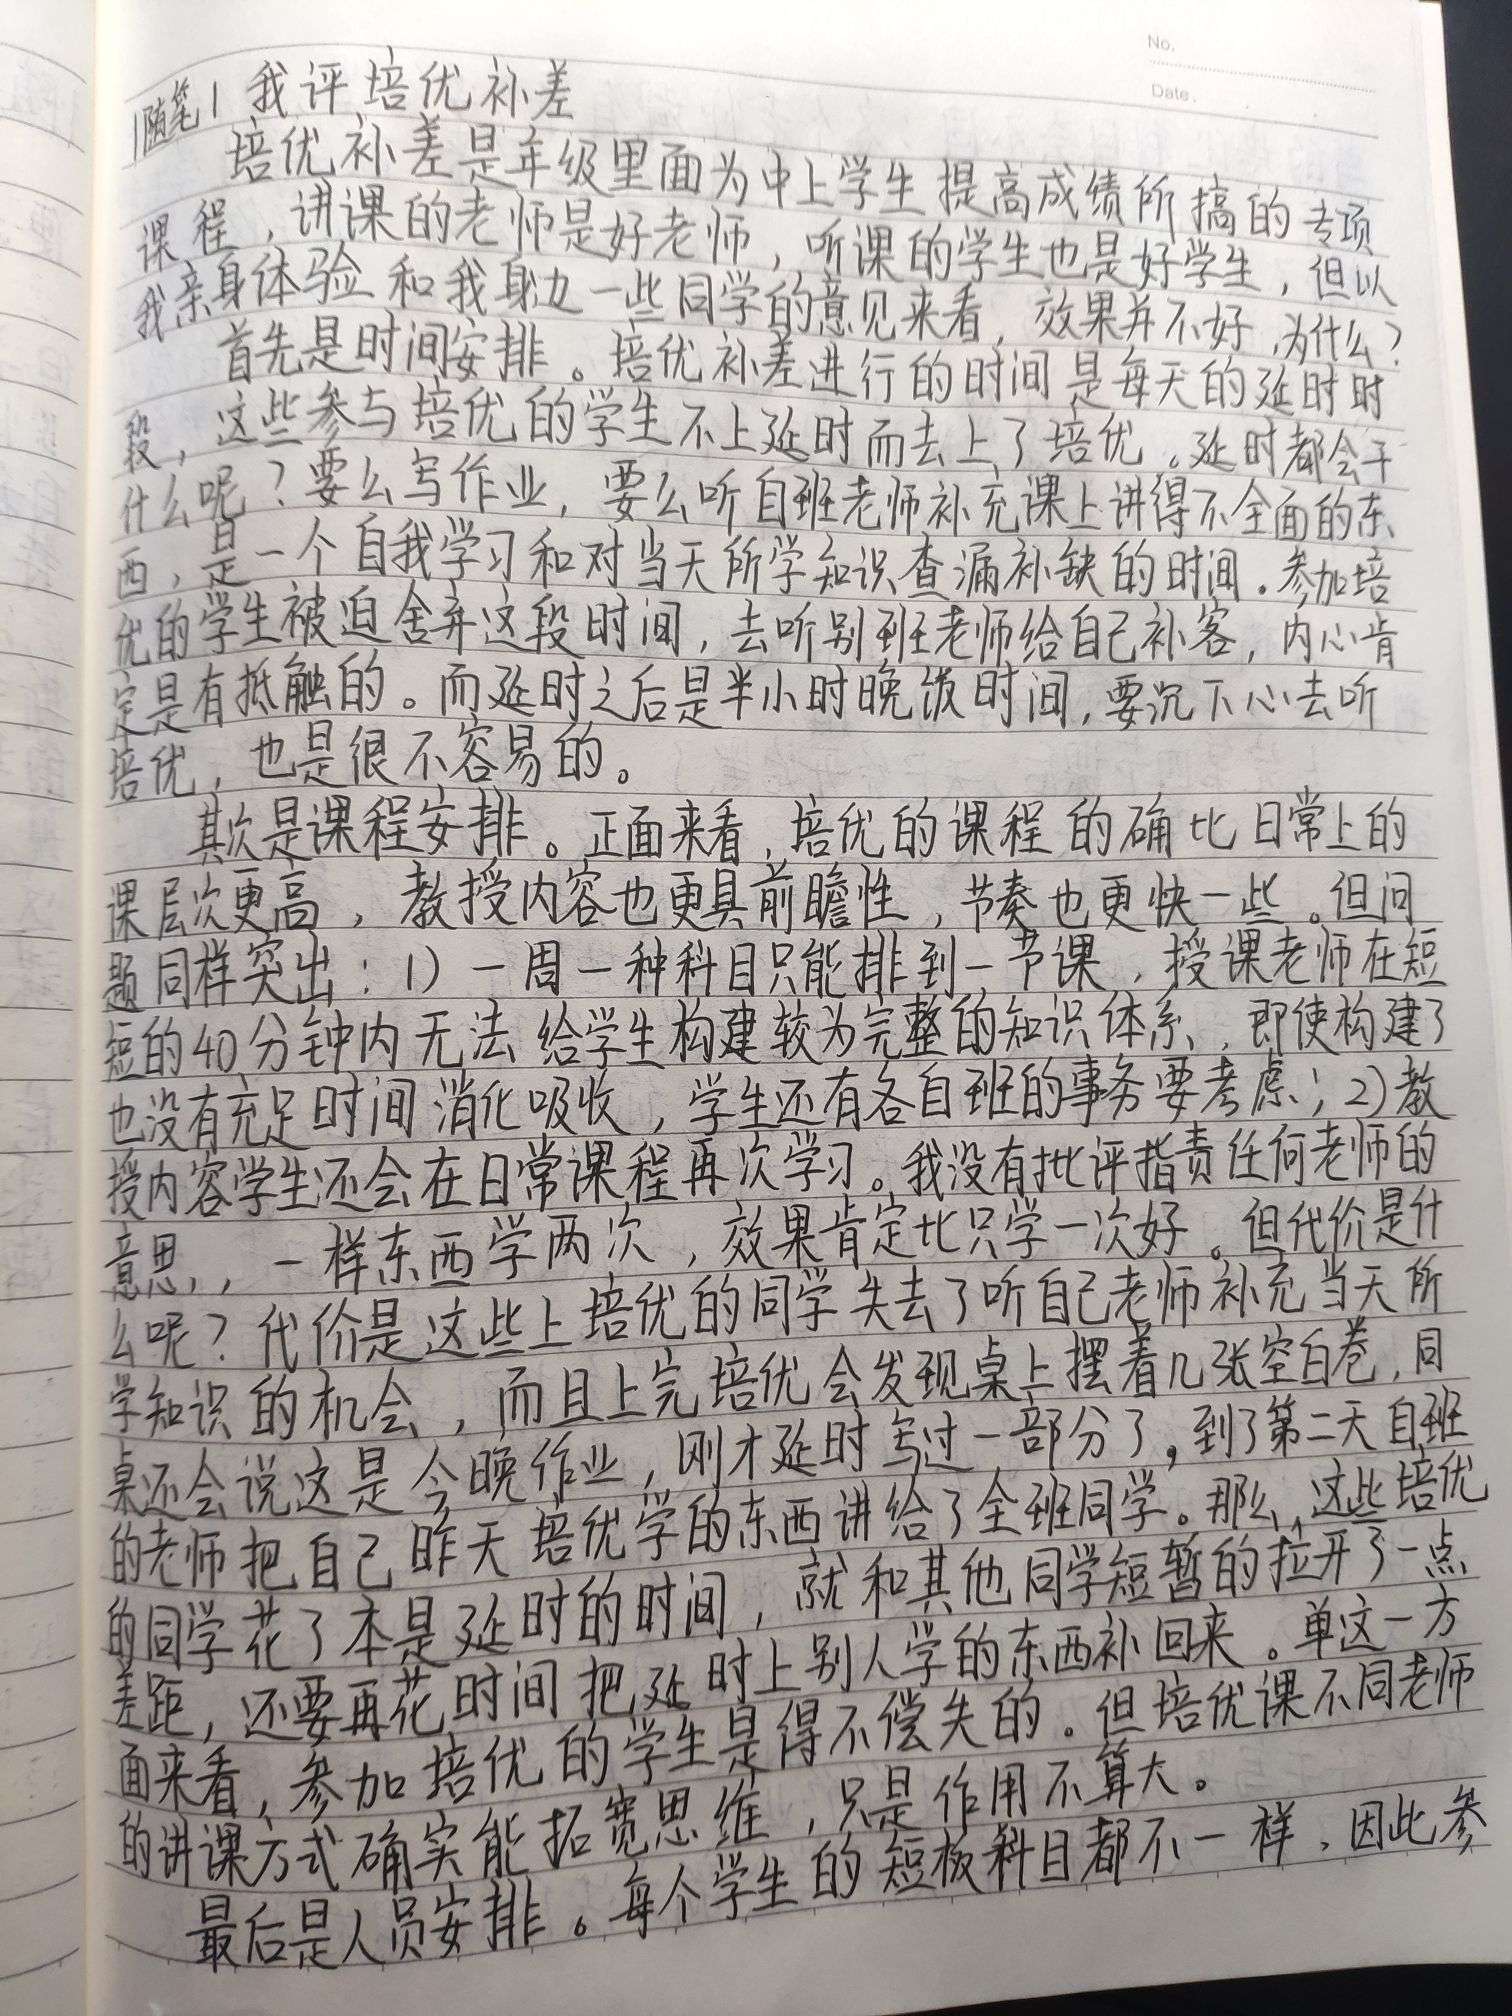 No.
Date.
|随笔| 我评培优补差
培优补差是年级里面为中上学生提高成绩所搞的专项
课程，讲课的老师是好老师，听课的学生也是好学生，但以
我亲身体验和我身边一些同学的意见来看，效果并不好，为什么？
首先是时间安排。培优补差进行的时间是每天的延时时
段，这些参与培优的学生不上延时而去上了培优。延时都会干
什么呢？要么写作业，要么听自班老师补充课上讲得不全面的东
西，是一个自我学习和对当天所学知识查漏补缺的时间。参加培
优的学生被迫舍弃这段时间，去听别班老师给自己补客，内心肯
定是有抵触的。而延时之后是半小时晚饭时间，要沉下心去听
培优，也是很不容易的。
其次是课程安排。正面来看，培优的课程的确比日常上的
课层次更高，教授内容也更具前瞻性，节奏也更快一些。但问
题同样突出：1）一周一种科目只能排到一节课，授课老师在短
短的40分钟内无法给学生构建较为完整的知识体系，即使构建了
也没有充足时间消化吸收，学生还有各自班的事务要考虑；2）教
授内容学生还会在日常课程再次学习。我没有批评指责任何老师的
意思，，一样东西学两次，效果肯定比只学一次好。但代价是什
么呢？代价是这些上培优的同学失去了听自己老师补充当天所
学知识的机会，而且上完培优会发现桌上摆着几张空白卷，同
桌还会说这是今晚作业，刚才延时写过一部分了。到了第二天自班
的老师把自己昨天培优学的东西讲给了全班同学。那么，这些培优
的同学花了本是延时的时间，就和其他同学短暂的拉开了一点
差距，还要再花时间把延时上别人学的东西补回来。单这一方
面来看，参加培优的学生是得不偿失的。但培优课不同老师
的讲课方式确实能拓宽思维，只是作用不算大。
最后是人员安排。每个学生的短板科目都不一样，因此参